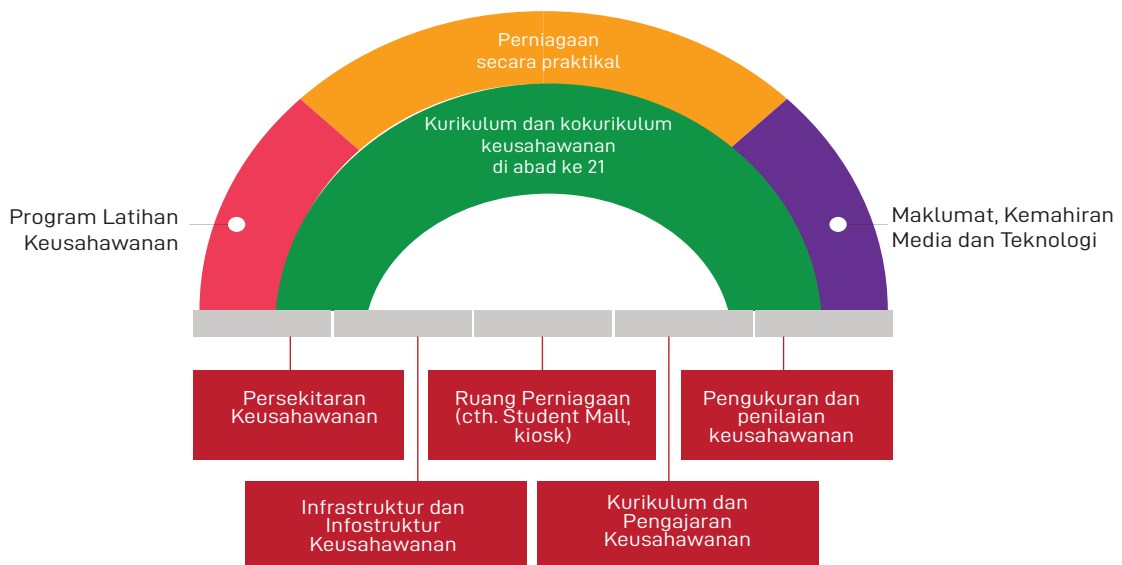 Perniagaan
secara praktikal
Kurikulum dan kokurikulum
keusahawanan
di abad ke 21
Program Latihan
Keusahawanan
Maklumat, Kemahiran
Media dan Teknologi
Persekitaran
Keusahawanan
Ruang Perniagaan
(cth. Student Mall,
kiosk)
Pengukuran dan
penilaian
keusahawanan
Infrastruktur dan
Infostruktur
Keusahawanan
Kurikulum dan
Pengajaran
Keusahawanan